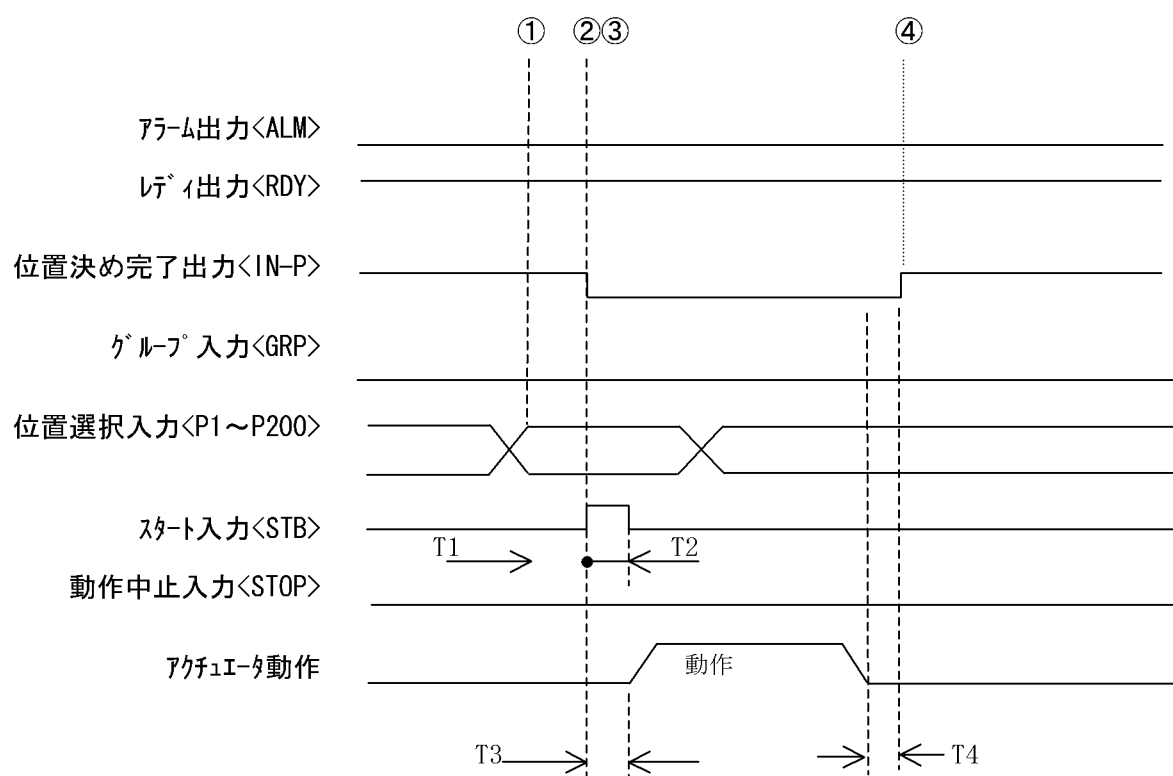 ① ②③ ④
ｱﾗｰﾑ出力<ALM>
ﾚﾃﾞｨ出力<RDY>
位置決め完了出力<IN-P>
ｸﾞﾙｰﾌﾟ入力<GRP>
位置選択入力<P1～P200>
ｽﾀｰﾄ入力<STB>
T1 T2
動作中止入力<STOP>
ｱｸﾁｭｴｰﾀ動作
動作
T3 T4